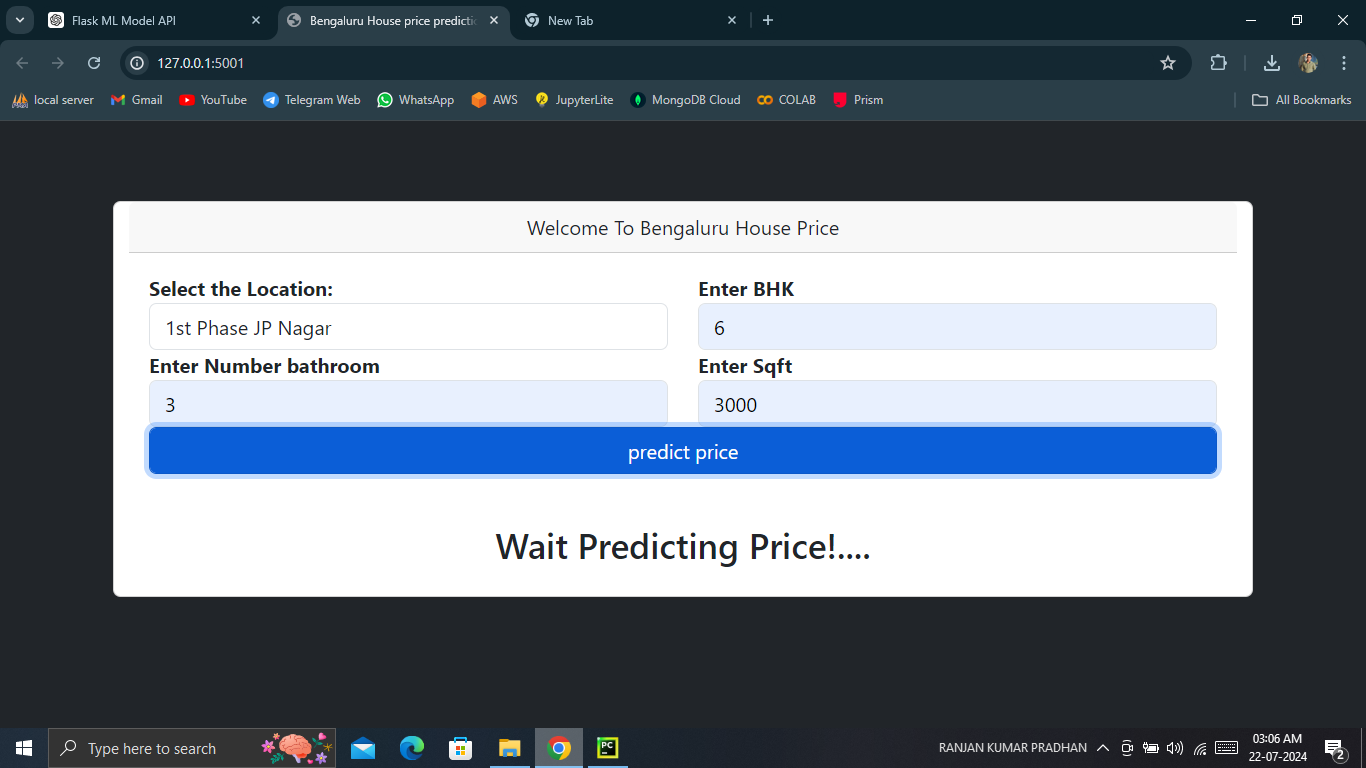 Flask ML Model API
Bengaluru House price predictic
New Tab
127.0.0.1:5001
local server
Gmail
YouTube
Telegram Web
WhatsApp
AWS
JupyterLite
MongoDB Cloud
COLAB
Prism
All Bookmarks
Welcome To Bengaluru House Price
Select the Location:
Enter BHK
1st Phase JP Nagar
6
Enter Number bathroom
Enter Sqft
3
3000
predict price
Wait Predicting Price!....
Type here to search
PC
RANJAN KUMAR PRADHAN
03:06 AM
22-07-2024
2